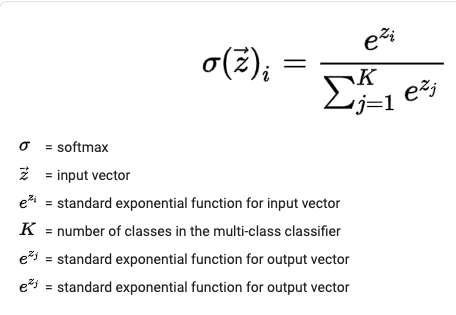 σ(z⃗)ᵢ = e^{zᵢ} / ∑_{j=1}^{K} e^{zⱼ}
σ = softmax
z⃗ = input vector
e^{zᵢ} = standard exponential function for input vector
K = number of classes in the multi-class classifier
e^{zⱼ} = standard exponential function for output vector
e^{zⱼ} = standard exponential function for output vector